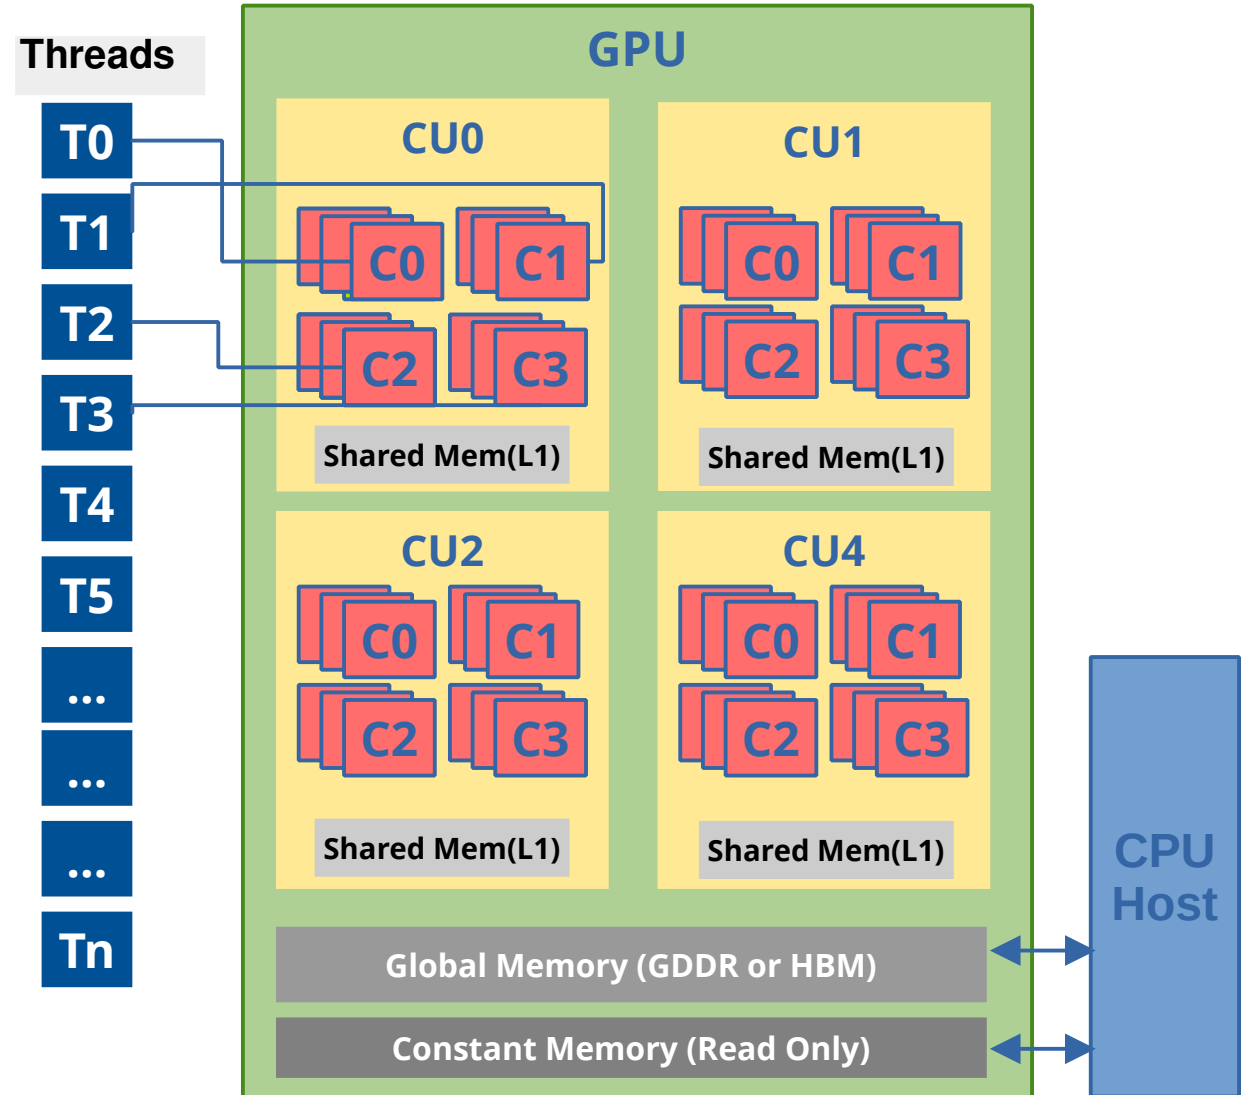 Threads
T0
T1
T2
T3
T4
T5
...
...
...
Tn
GPU
CU0
C0
C1
C2
C3
Shared Mem(L1)
CU1
C0
C1
C2
C3
Shared Mem(L1)
CU2
C0
C1
C2
C3
Shared Mem(L1)
CU4
C0
C1
C2
C3
Shared Mem(L1)
Global Memory (GDDR or HBM)
Constant Memory (Read Only)
CPU
Host